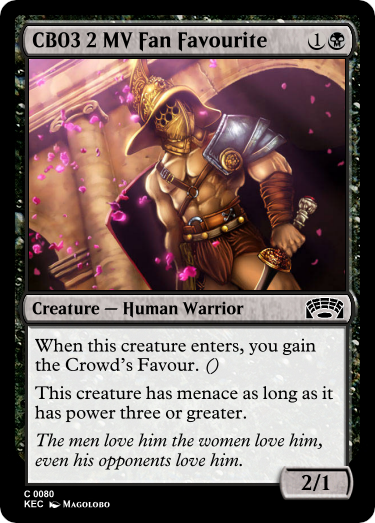 CB03 2 MV Fan Favourite 1
Creature — Human Warrior
When this creature enters, you gain
the Crowd's Favour. ()
This creature has menace as long as it
has power three or greater.
The men love him the women love him,
even his opponents love him.
2/1
C 0080
KEC Magolobo